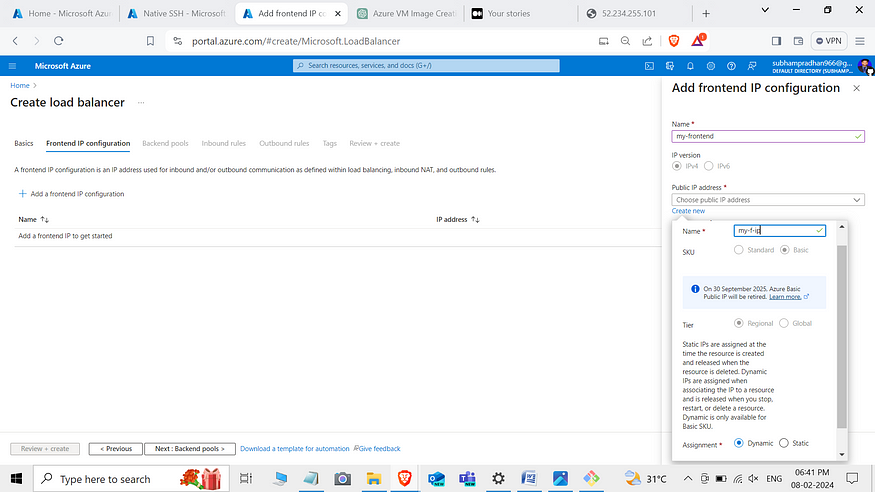 Home - Microsoft Azu
Native SSH - Microsoft
Add frontend IP co
Azure VM Image Creat
Your stories
52.234.255.101
portal.azure.com/#create/Microsoft.LoadBalancer
VPN
Microsoft Azure
Search resources, services, and docs (G+/)
subhampradhan966@g...
DEFAULT DIRECTORY (SUBHAMP...
Home >
Create load balancer ...
Basics
Frontend IP configuration
Backend pools
Inbound rules
Outbound rules
Tags
Review + create
A frontend IP configuration is an IP address used for inbound and/or outbound communication as defined within load balancing, inbound NAT, and outbound rules.
+ Add a frontend IP configuration
Name ↑↓
IP address ↑↓
Add a frontend IP to get started
Review + create
< Previous
Next : Backend pools >
Download a template for automation
Give feedback
Add frontend IP configuration
Name *
my-frontend
IP version
IPv4
IPv6
Public IP address *
Choose public IP address
Create new
Name *
my-f-ip
SKU
Standard
Basic
On 30 September 2025, Azure Basic
Public IP will be retired. Learn more.
Tier
Regional
Global
Static IPs are assigned at the
time the resource is created
and released when the
resource is deleted. Dynamic
IPs are assigned when
associating the IP to a resource
and is released when you stop,
restart, or delete a resource.
Dynamic is only available for
Basic SKU.
Assignment *
Dynamic
Static
Type here to search
31°C
ENG
06:41 PM
08-02-2024